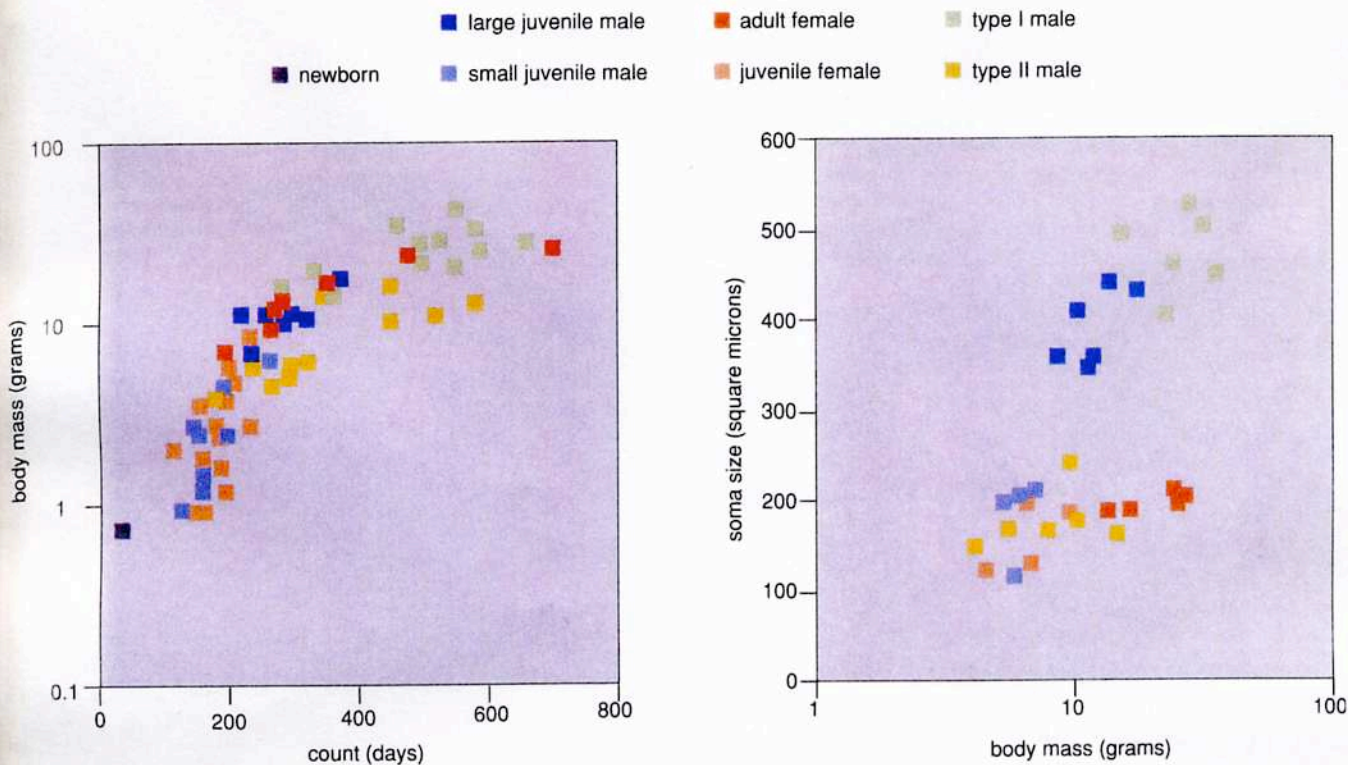 large juvenile male
adult female
type I male
newborn
small juvenile male
juvenile female
type II male
100
10
1
0.1
body mass (grams)
0
200
400
600
800
count (days)
600
500
400
300
200
100
0
soma size (square microns)
1
10
100
body mass (grams)